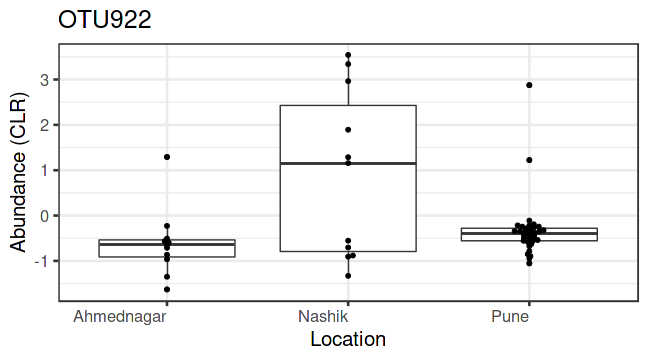 OTU922
Abundance (CLR)
3
2
1
0
-1
Ahmednagar
Nashik
Pune
Location